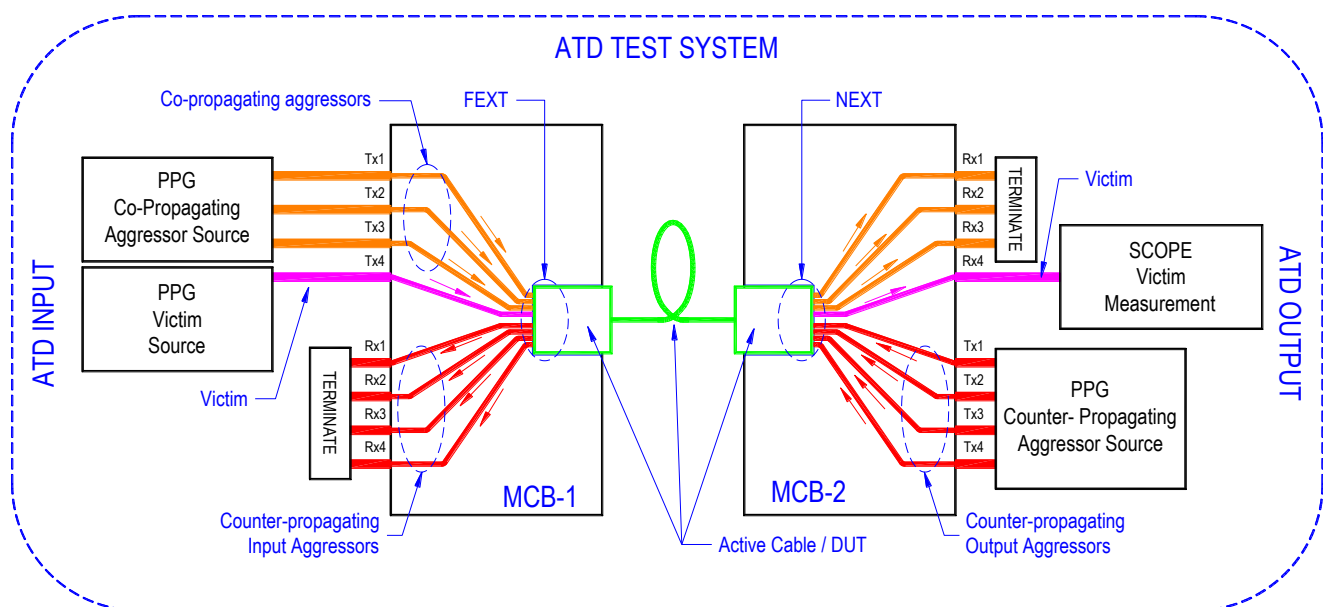 ATD TEST SYSTEM
Co-propagating aggressors
FEXT
NEXT
ATD INPUT
PPG
Co-Propagating
Aggressor Source
PPG
Victim
Source
Victim
Tx1
Tx2
Tx3
Tx4
Rx1
Rx2
Rx3
Rx4
TERMINATE
MCB-1
Counter-propagating
Input Aggressors
Active Cable / DUT
MCB-2
Rx1
Rx2
Rx3
Rx4
TERMINATE
Victim
SCOPE
Victim
Measurement
Tx1
Tx2
Tx3
Tx4
PPG
Counter- Propagating
Aggressor Source
Counter-propagating
Output Aggressors
ATD OUTPUT